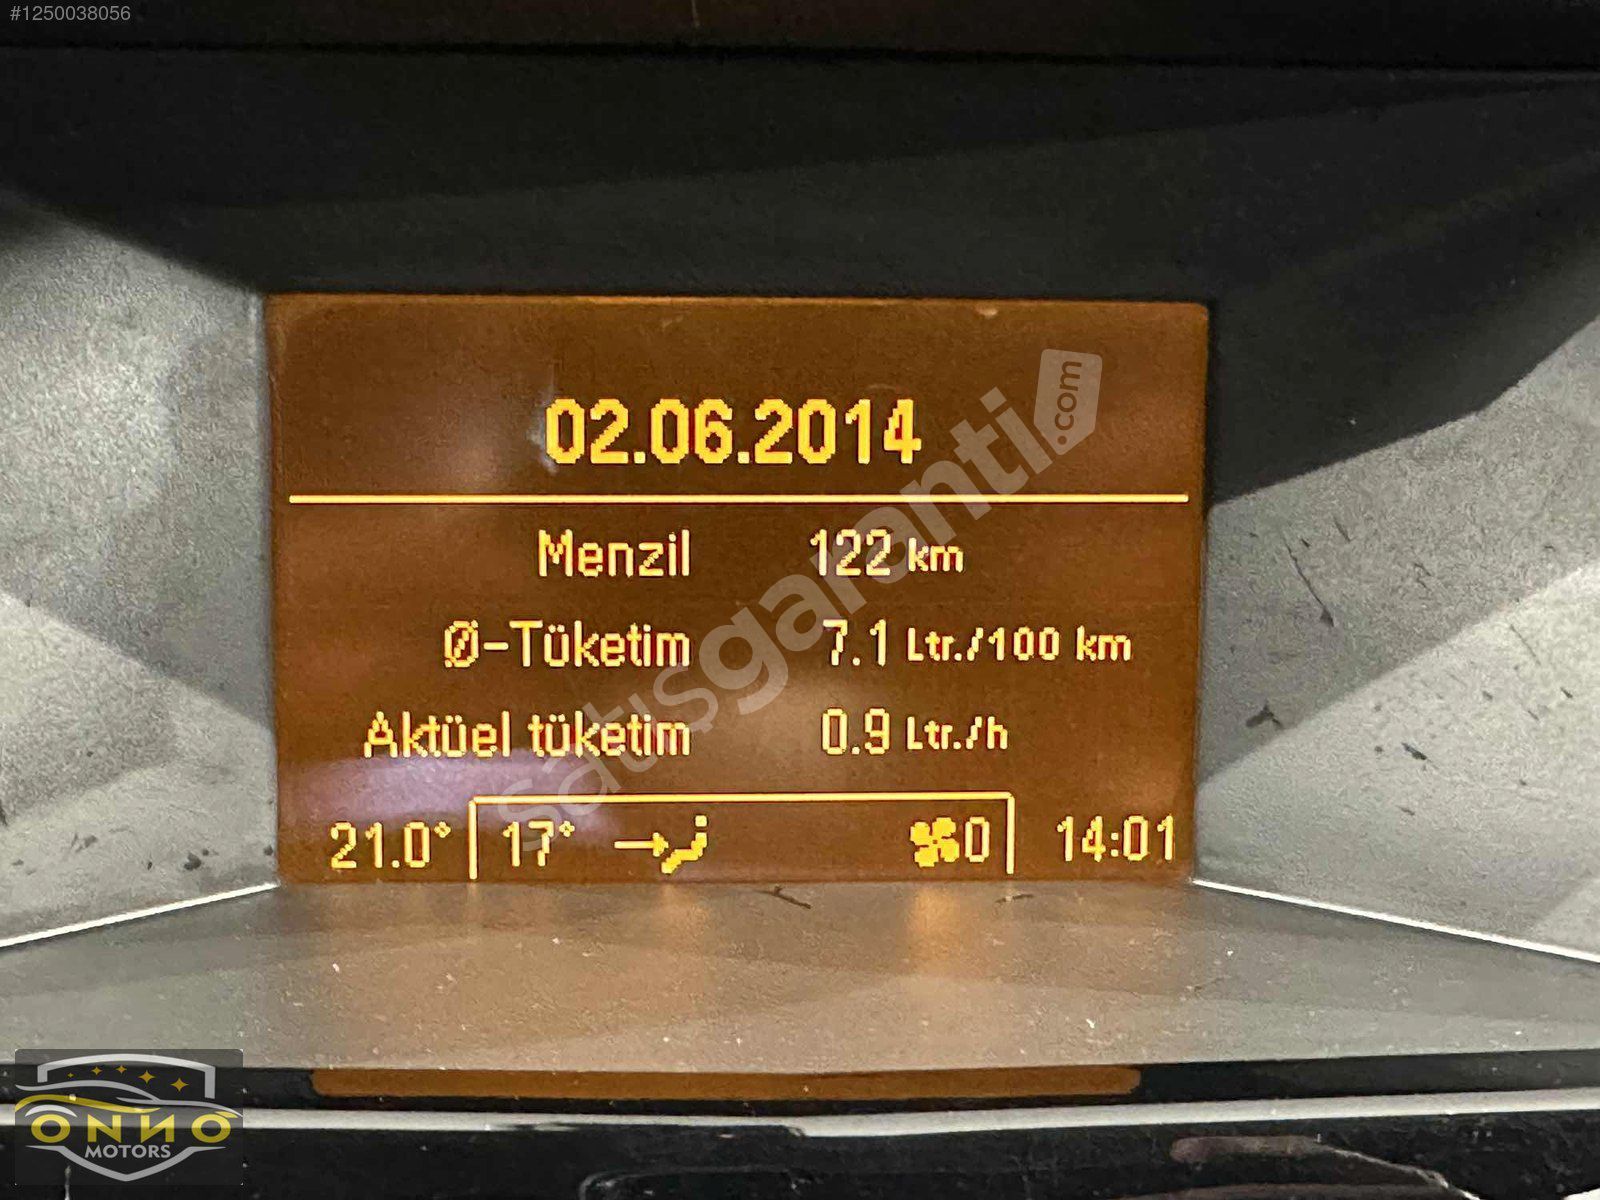 #1250038056
02.06.2014
Menzil 122 km
Ø-Tüketim 7.1 Ltr./100 km
Aktüel tüketim 0.9 Ltr./h
21.0° 17° 0 14:01
satışgaranti.com
ONNO
MOTORS